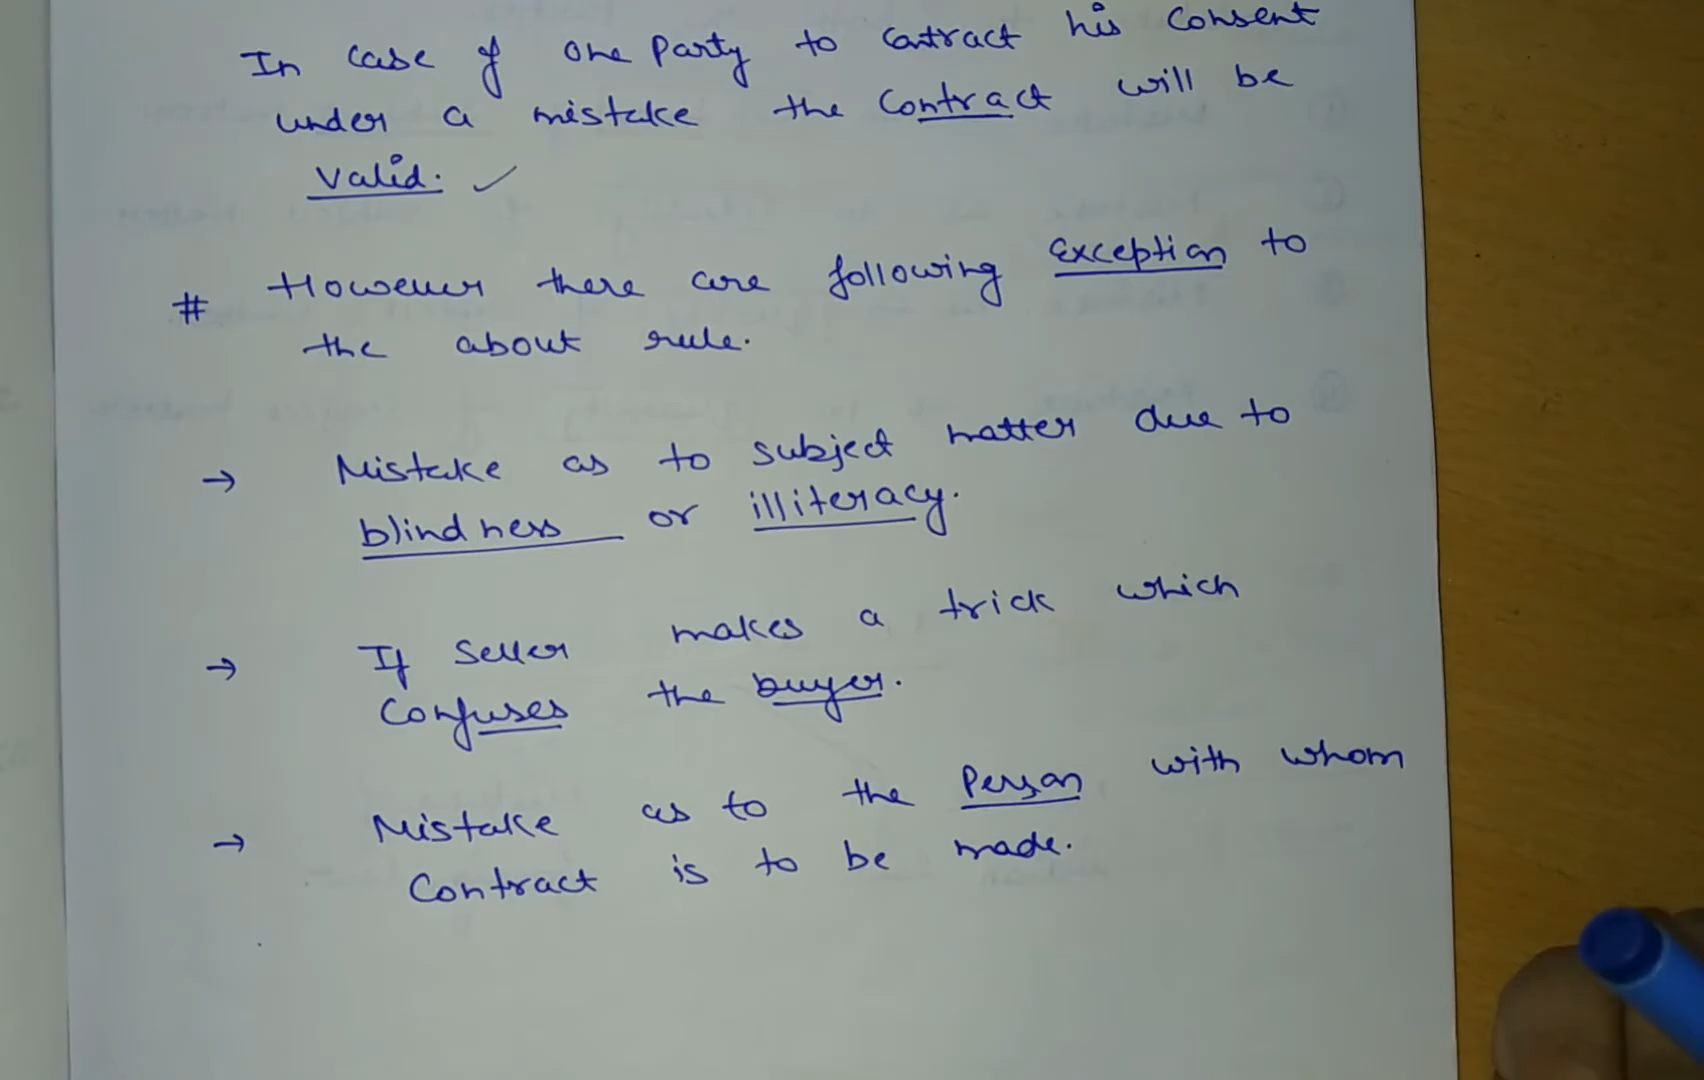 In case of one Party to contract his consent
under a mistake the contract will be
valid. ✓
# However there are following exception to
the about rule.
→ Mistake as to subject matter due to
blindness or illiteracy.
→ If seller makes a trick which
confuses the buyer.
→ Mistake as to the Person with whom
Contract is to be made.